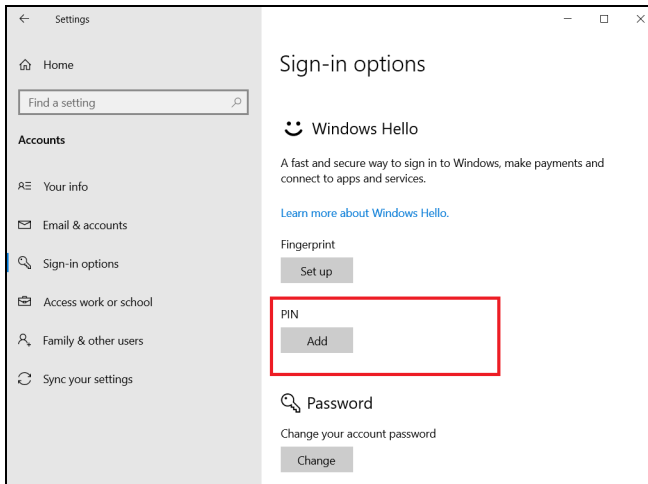 Settings
Home
Find a setting
Accounts
Your info
Email & accounts
Sign-in options
Access work or school
Family & other users
Sync your settings
Sign-in options
Windows Hello
A fast and secure way to sign in to Windows, make payments and
connect to apps and services.
Learn more about Windows Hello.
Fingerprint
Set up
PIN
Add
Password
Change your account password
Change